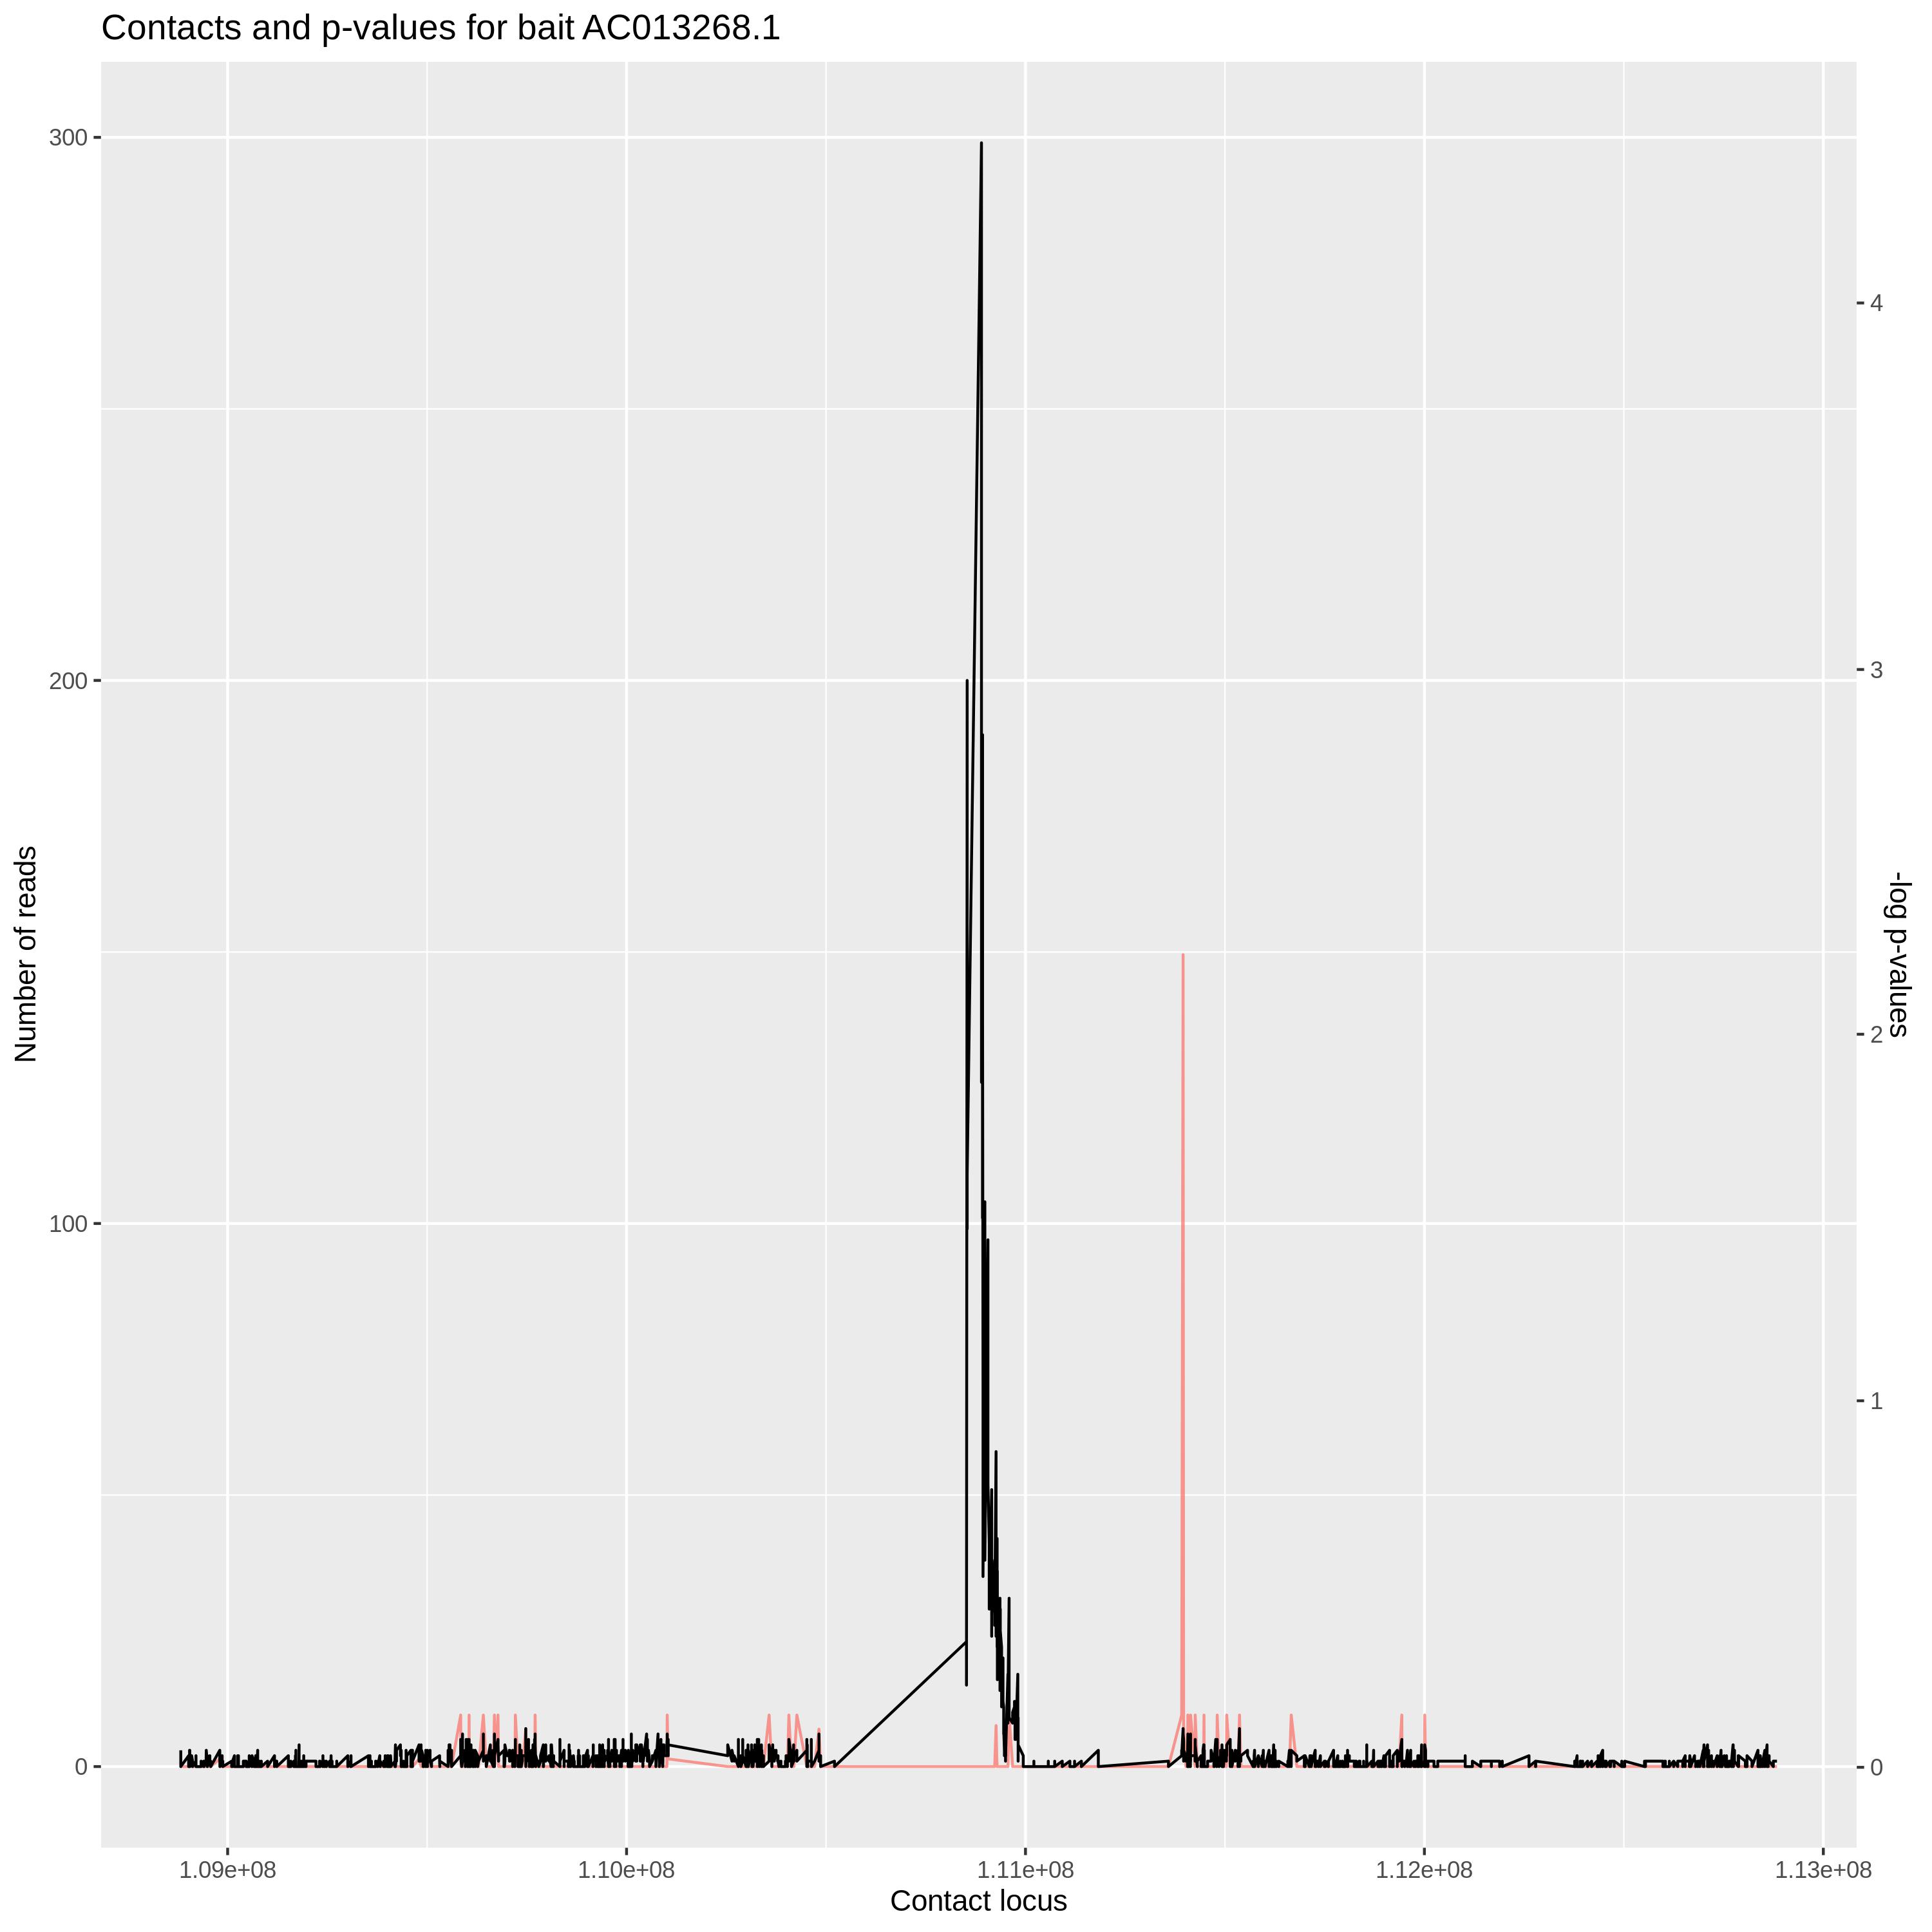 Contacts and p-values for bait AC013268.1
300
200
100
0
Number of reads
4
3
2
1
0
-log p-values
1.09e+08
1.10e+08
1.11e+08
1.12e+08
1.13e+08
Contact locus